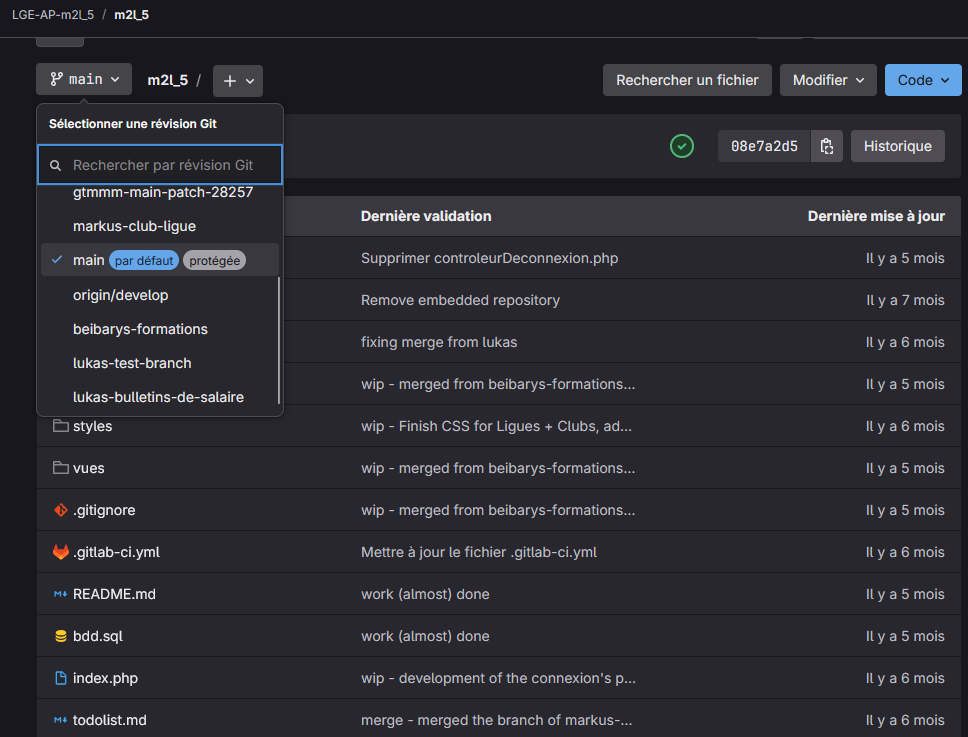 LGE-AP-m2l_5 / m2l_5
main m2l_5 / + Rechercher un fichier Modifier Code
Sélectionner une révision Git
Rechercher par révision Git
08e7a2d5 Historique
gtmmm-main-patch-28257
markus-club-ligue
main par défaut protégée
origin/develop
beibarys-formations
lukas-test-branch
lukas-bulletins-de-salaire
Dernière validation Dernière mise à jour
Supprimer controleurDeconnexion.php Il y a 5 mois
Remove embedded repository Il y a 7 mois
fixing merge from lukas Il y a 6 mois
wip - merged from beibarys-formations... Il y a 5 mois
styles wip - Finish CSS for Ligues + Clubs, ad... Il y a 6 mois
vues wip - merged from beibarys-formations... Il y a 5 mois
.gitignore wip - merged from beibarys-formations... Il y a 5 mois
.gitlab-ci.yml Mettre à jour le fichier .gitlab-ci.yml Il y a 6 mois
README.md work (almost) done Il y a 5 mois
bdd.sql work (almost) done Il y a 5 mois
index.php wip - development of the connexion's p... Il y a 6 mois
todolist.md merge - merged the branch of markus-... Il y a 6 mois